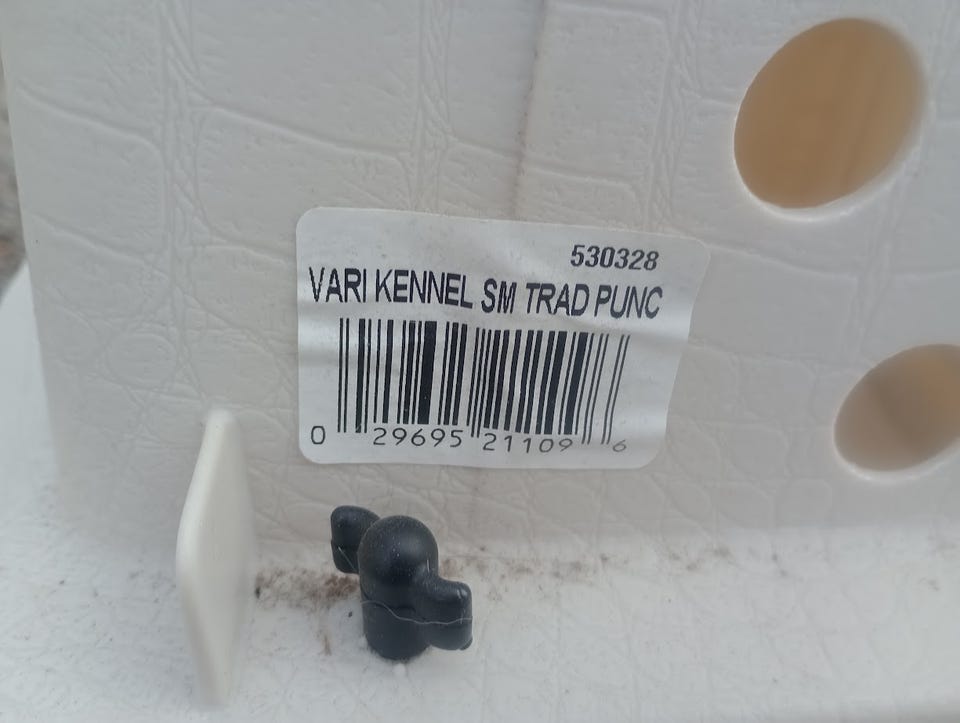 530328
VARI KENNEL SM TRAD PUNC
0 29695 21109 6